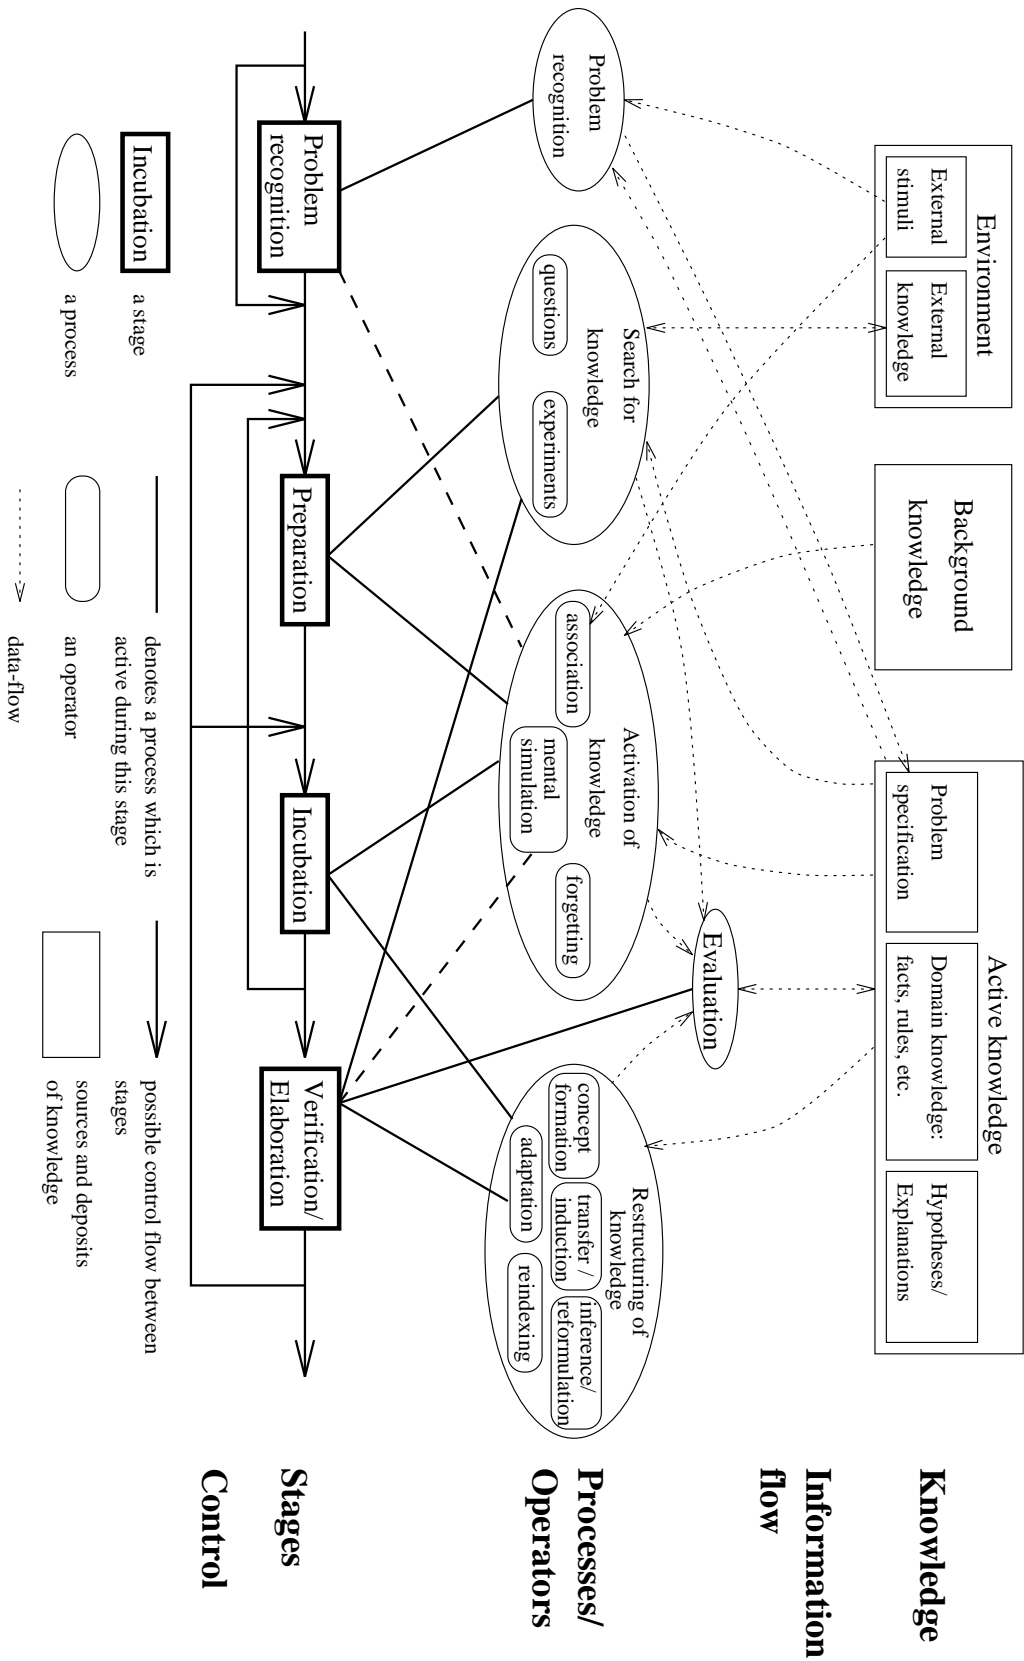 Environment
External
stimuli
External
knowledge
Background
knowledge
Active knowledge
Problem
specification
Domain knowledge:
facts, rules, etc.
Hypotheses/
Explanations
Knowledge
Information
flow
Problem
recognition
Search for
knowledge
questions
experiments
Activation of
knowledge
association
mental
simulation
forgetting
Evaluation
Restructuring of
knowledge
concept
formation
transfer /
induction
inference/
reformulation
adaptation
reindexing
Processes/
Operators
Problem
recognition
Preparation
Incubation
Verification/
Elaboration
Stages
Control
Incubation
a stage
a process
denotes a process which is
active during this stage
an operator
data-flow
possible control flow between
stages
sources and deposits
of knowledge